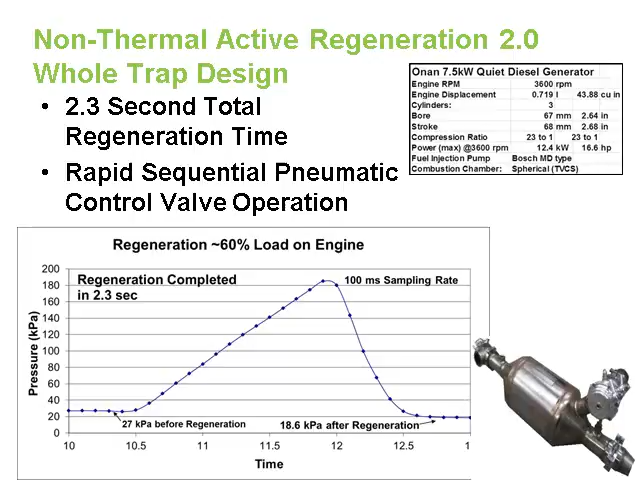 Non-Thermal Active Regeneration 2.0
Whole Trap Design
• 2.3 Second Total
Regeneration Time
• Rapid Sequential Pneumatic
Control Valve Operation
Onan 7.5kW Quiet Diesel Generator
Engine RPM 3600 rpm
Engine Displacement 0.719 l 43.88 cu in
Cylinders: 3
Bore 67 mm 2.64 in
Stroke 68 mm 2.68 in
Compression Ratio 23 to 1 23 to 1
Power (max) @3600 rpm 12.4 kW 16.6 hp
Fuel Injection Pump Bosch MD type
Combustion Chamber: Spherical (TVCS)
Regeneration ~60% Load on Engine
Regeneration Completed
in 2.3 sec
100 ms Sampling Rate
Pressure (kPa)
200
180
160
140
120
100
80
60
40
20
0
27 kPa before Regeneration
18.6 kPa after Regeneration
10 10.5 11 11.5 12 12.5 1
Time